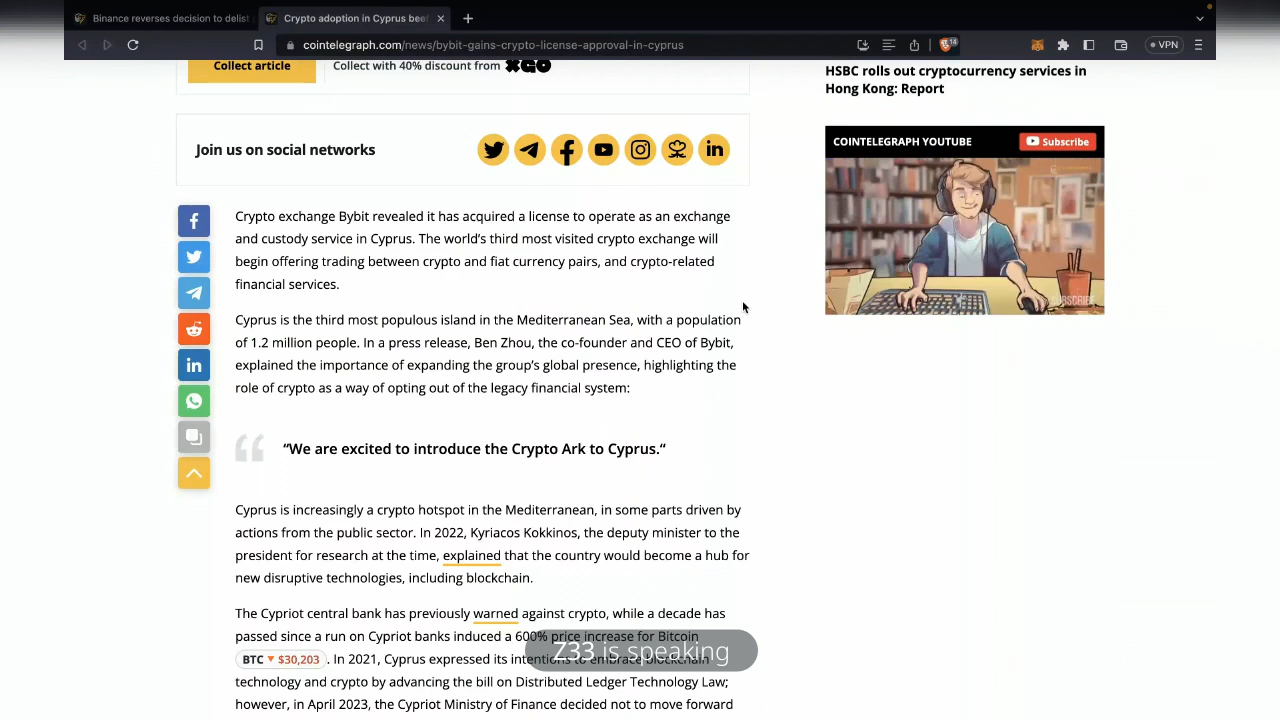 Binance reverses decision to delist
Crypto adoption in Cyprus beef
cointelegraph.com/news/bybit-gains-crypto-license-approval-in-cyprus
14
VPN
Collect article
Collect with 40% discount from
HSBC rolls out cryptocurrency services in
Hong Kong: Report
Join us on social networks
COINTELEGRAPH YOUTUBE
Subscribe
SUBSCRIBE
Crypto exchange Bybit revealed it has acquired a license to operate as an exchange
and custody service in Cyprus. The world’s third most visited crypto exchange will
begin offering trading between crypto and fiat currency pairs, and crypto-related
financial services.
Cyprus is the third most populous island in the Mediterranean Sea, with a population
of 1.2 million people. In a press release, Ben Zhou, the co-founder and CEO of Bybit,
explained the importance of expanding the group’s global presence, highlighting the
role of crypto as a way of opting out of the legacy financial system:
“We are excited to introduce the Crypto Ark to Cyprus.“
Cyprus is increasingly a crypto hotspot in the Mediterranean, in some parts driven by
actions from the public sector. In 2022, Kyriacos Kokkinos, the deputy minister to the
president for research at the time, explained that the country would become a hub for
new disruptive technologies, including blockchain.
The Cypriot central bank has previously warned against crypto, while a decade has
passed since a run on Cypriot banks induced a 600% price increase for Bitcoin
BTC ▼ $30,203 . In 2021, Cyprus expressed its intentions to embrace blockchain
technology and crypto by advancing the bill on Distributed Ledger Technology Law;
however, in April 2023, the Cypriot Ministry of Finance decided not to move forward
Z33 is speaking